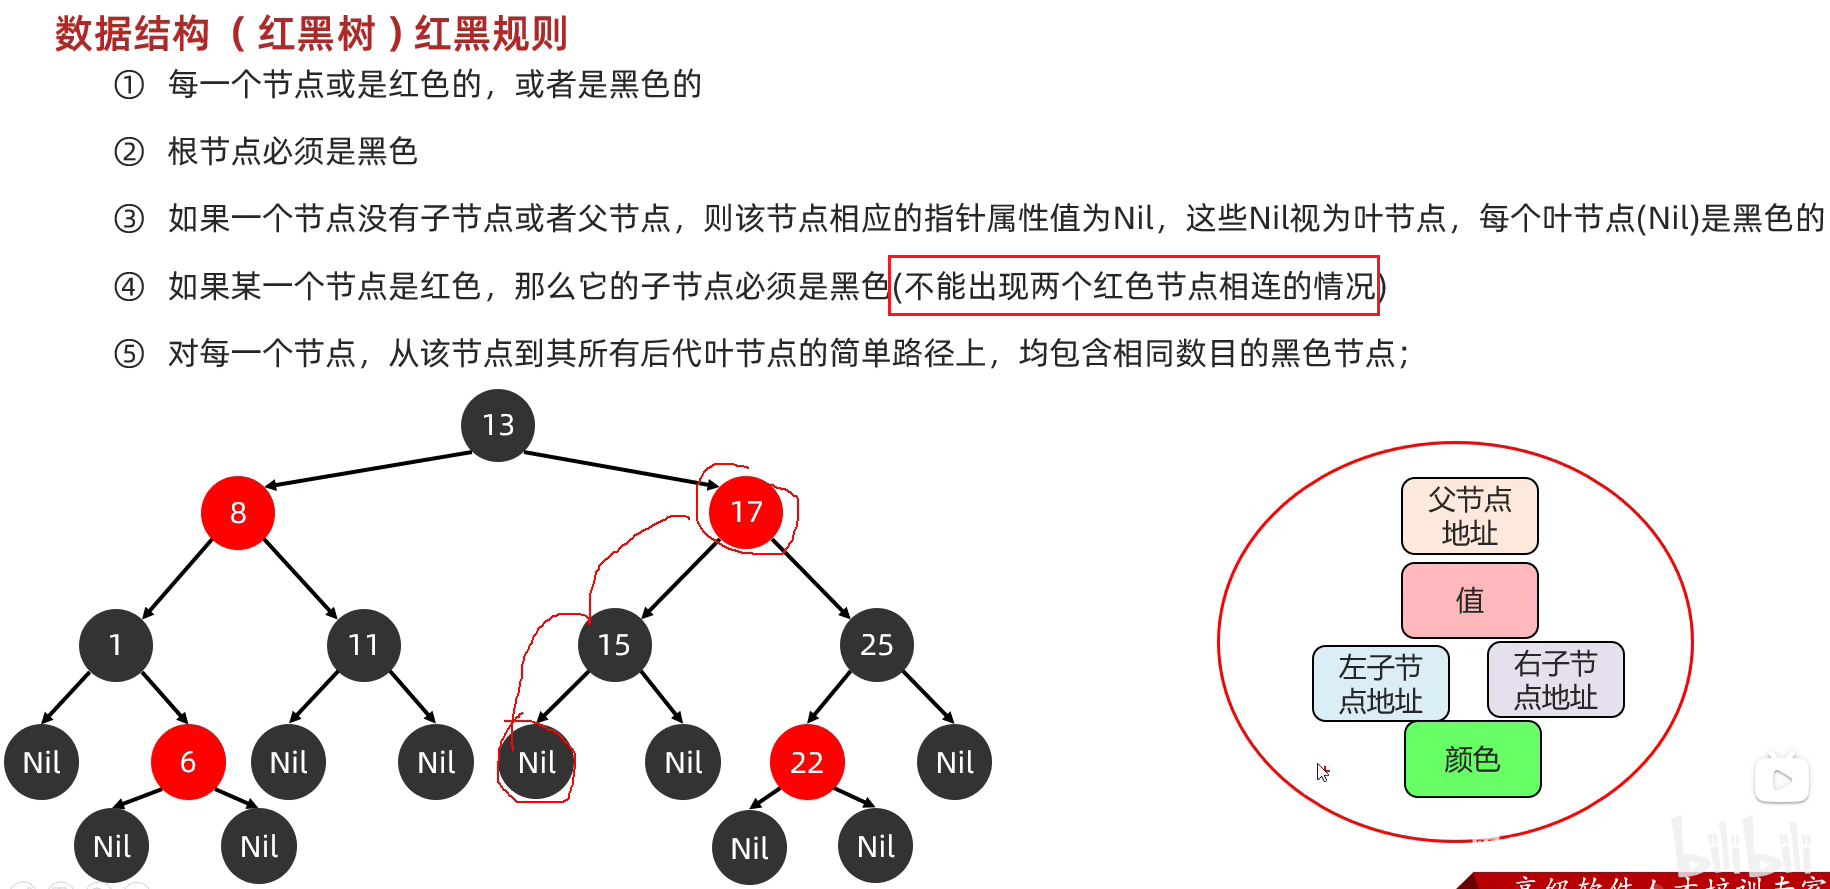 数据结构（红黑树）红黑规则
① 每一个节点或是红色的，或者是黑色的
② 根节点必须是黑色
③ 如果一个节点没有子节点或者父节点，则该节点相应的指针属性值为Nil，这些Nil视为叶节点，每个叶节点(Nil)是黑色的
④ 如果某一个节点是红色，那么它的子节点必须是黑色(不能出现两个红色节点相连的情况)
⑤ 对每一个节点，从该节点到其所有后代叶节点的简单路径上，均包含相同数目的黑色节点；
13
8
17
1
11
15
25
Nil
6
Nil
Nil
Nil
Nil
22
Nil
Nil
Nil
Nil
Nil
父节点
地址
值
左子节
点地址
右子节
点地址
颜色
bilibili
高级软件人才培训专家